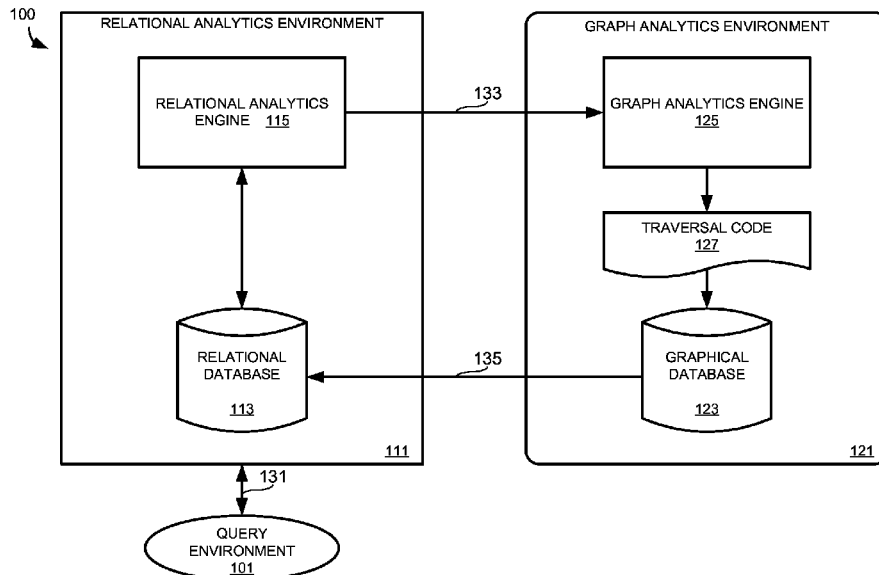 100
RELATIONAL ANALYTICS ENVIRONMENT
GRAPH ANALYTICS ENVIRONMENT
RELATIONAL ANALYTICS
ENGINE 115
133
GRAPH ANALYTICS ENGINE
125
TRAVERSAL CODE
127
RELATIONAL
DATABASE
113
135
GRAPHICAL
DATABASE
123
111
121
131
QUERY
ENVIRONMENT
101